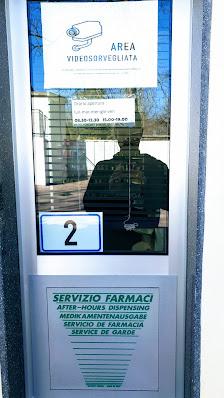 AREA
VIDEOSORVEGLIATA
Orario apertura:
08.30-12.30 15.00-19.00
2
SERVIZIO FARMACI
AFTER-HOURS DISPENSING
MEDIKAMENTENAUSGABE
SERVICIO DE FARMACIA
SERVICE DE GARDE